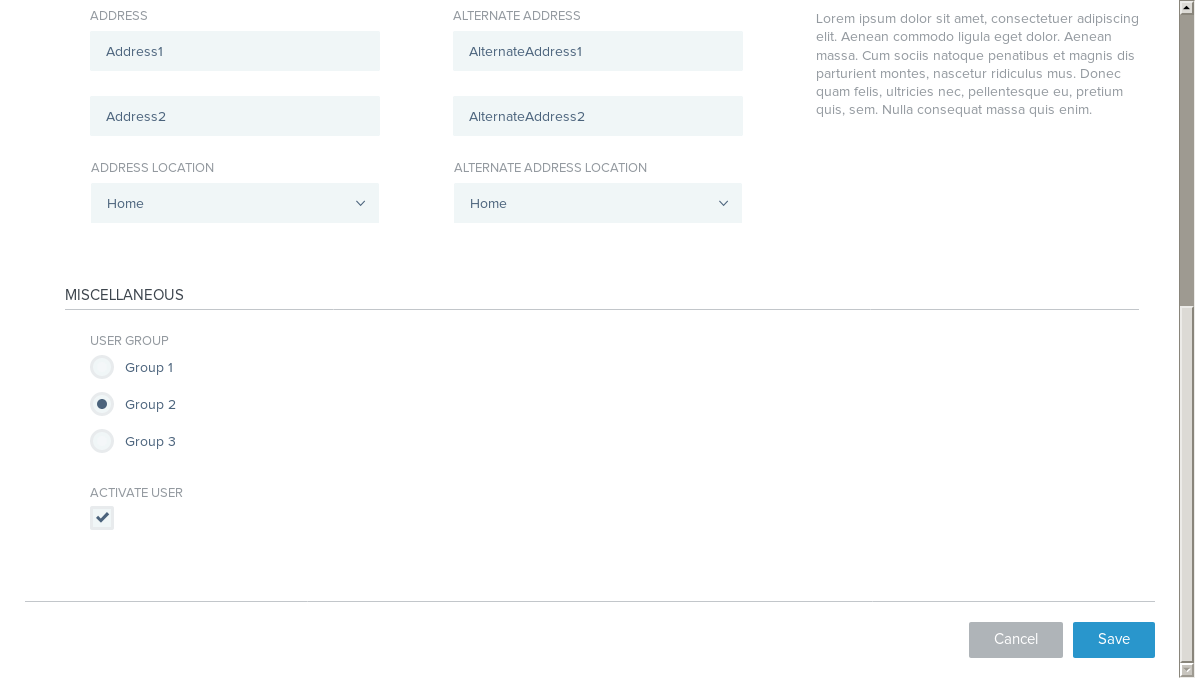 ADDRESS
Address1
Address2
ADDRESS LOCATION
Home
ALTERNATE ADDRESS
AlternateAddress1
AlternateAddress2
ALTERNATE ADDRESS LOCATION
Home
Lorem ipsum dolor sit amet, consectetuer adipiscing
elit. Aenean commodo ligula eget dolor. Aenean
massa. Cum sociis natoque penatibus et magnis dis
parturient montes, nascetur ridiculus mus. Donec
quam felis, ultricies nec, pellentesque eu, pretium
quis, sem. Nulla consequat massa quis enim.
MISCELLANEOUS
USER GROUP
Group 1
Group 2
Group 3
ACTIVATE USER
Cancel
Save